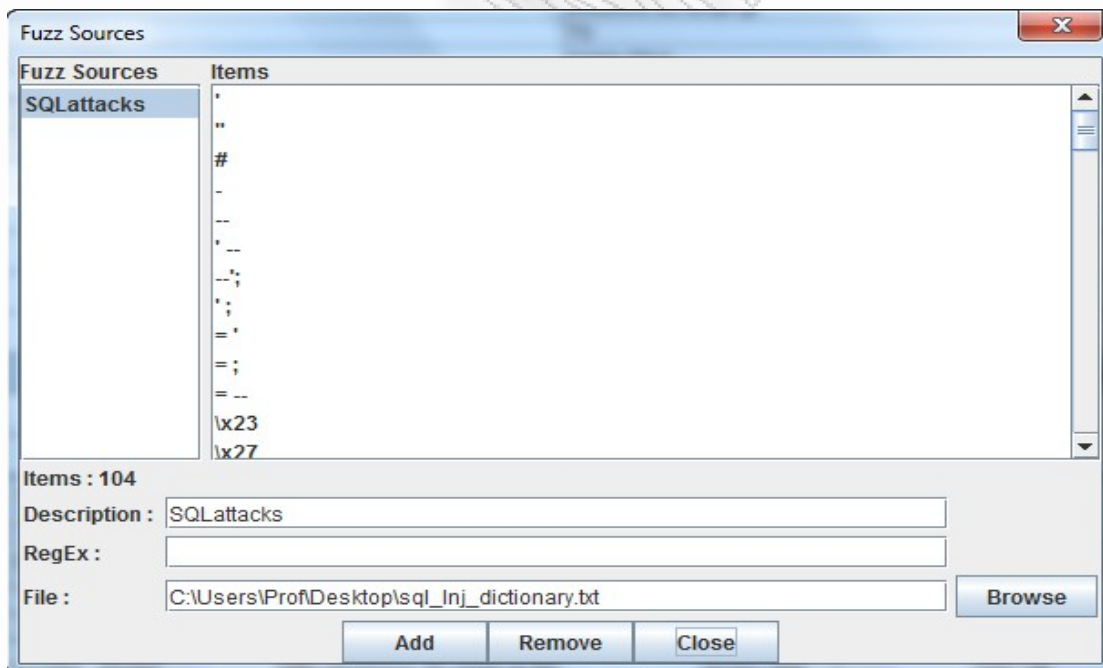 Fuzz Sources
Fuzz Sources Items
SQLattacks
'
"
#
-
--
' --
--';
' ;
= '
= ;
= --
\x23
\x27
Items : 104
Description : SQLattacks
RegEx :
File : C:\Users\Prof\Desktop\sql_Inj_dictionary.txt Browse
Add Remove Close